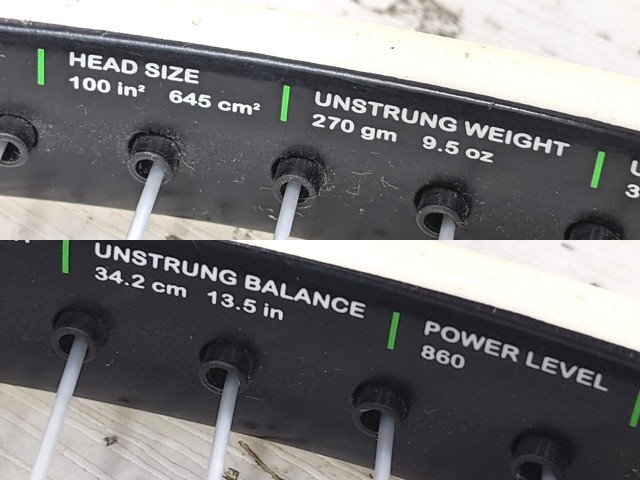 HEAD SIZE
100 in² 645 cm²
UNSTRUNG WEIGHT
270 gm 9.5 oz
U
3
UNSTRUNG BALANCE
34.2 cm 13.5 in
POWER LEVEL
860